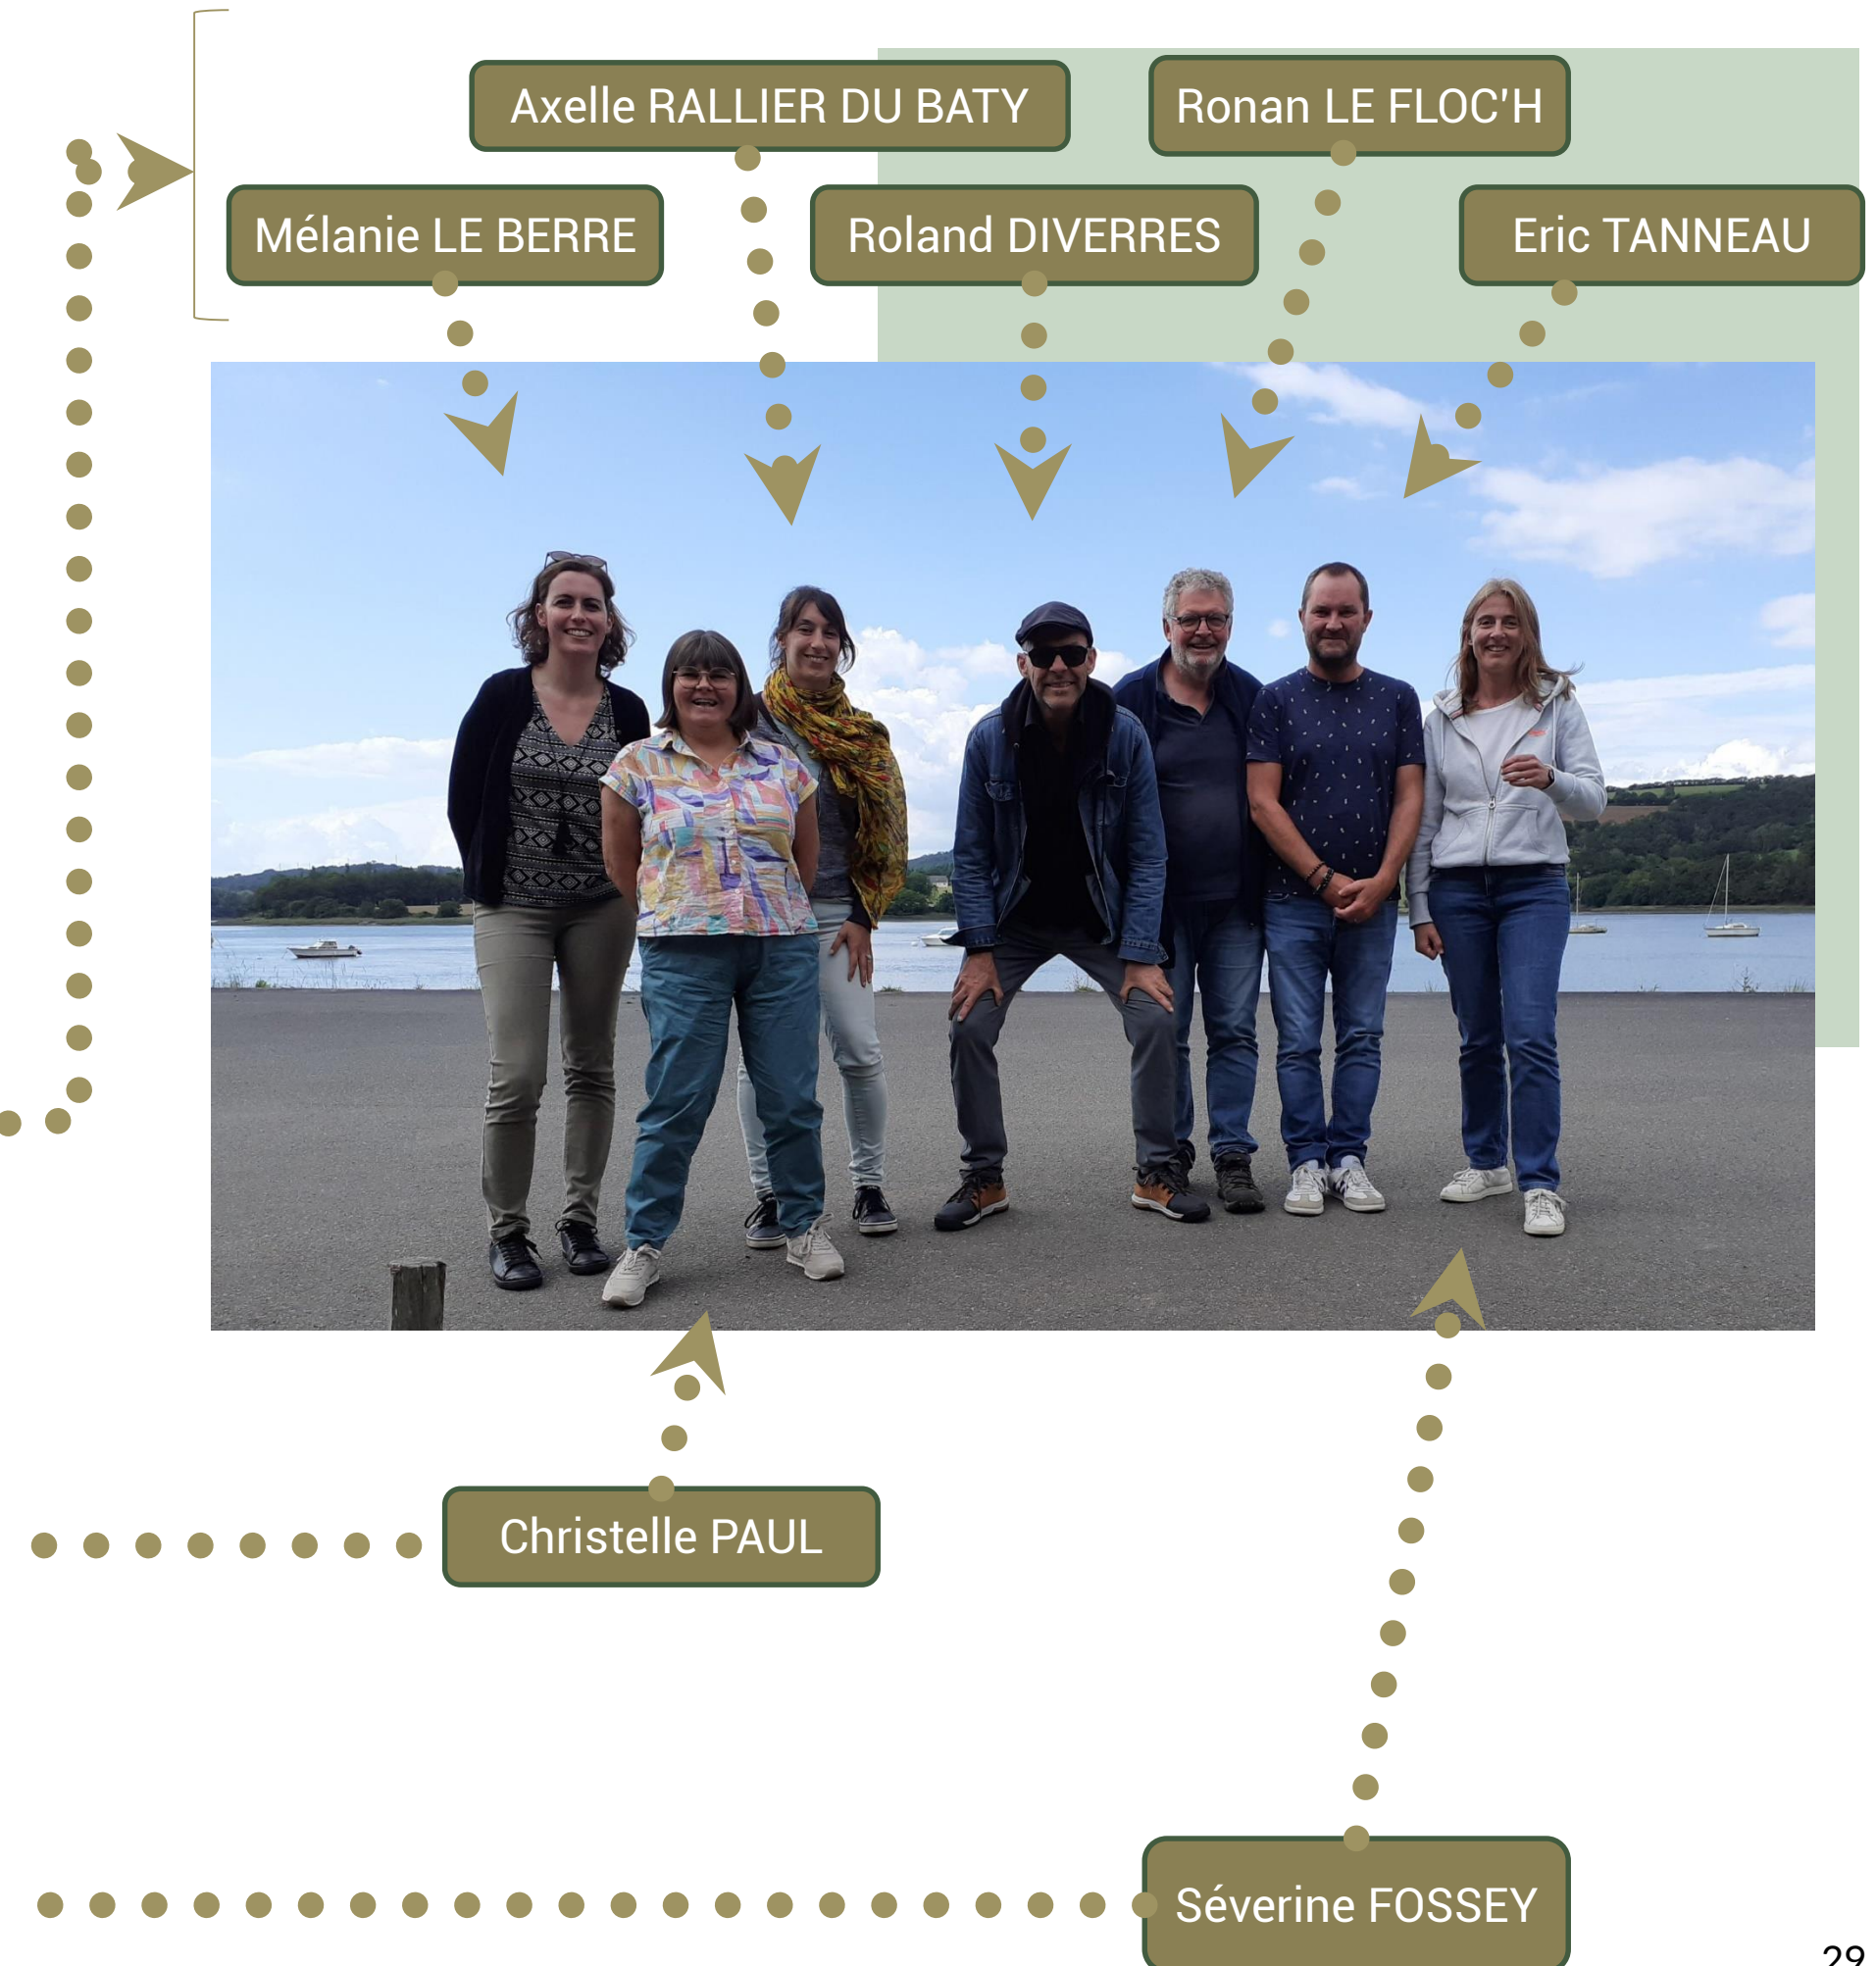 Axelle RALLIER DU BATY
Ronan LE FLOC'H
Mélanie LE BERRE
Roland DIVERRES
Eric TANNEAU
Christelle PAUL
Séverine FOSSEY
29